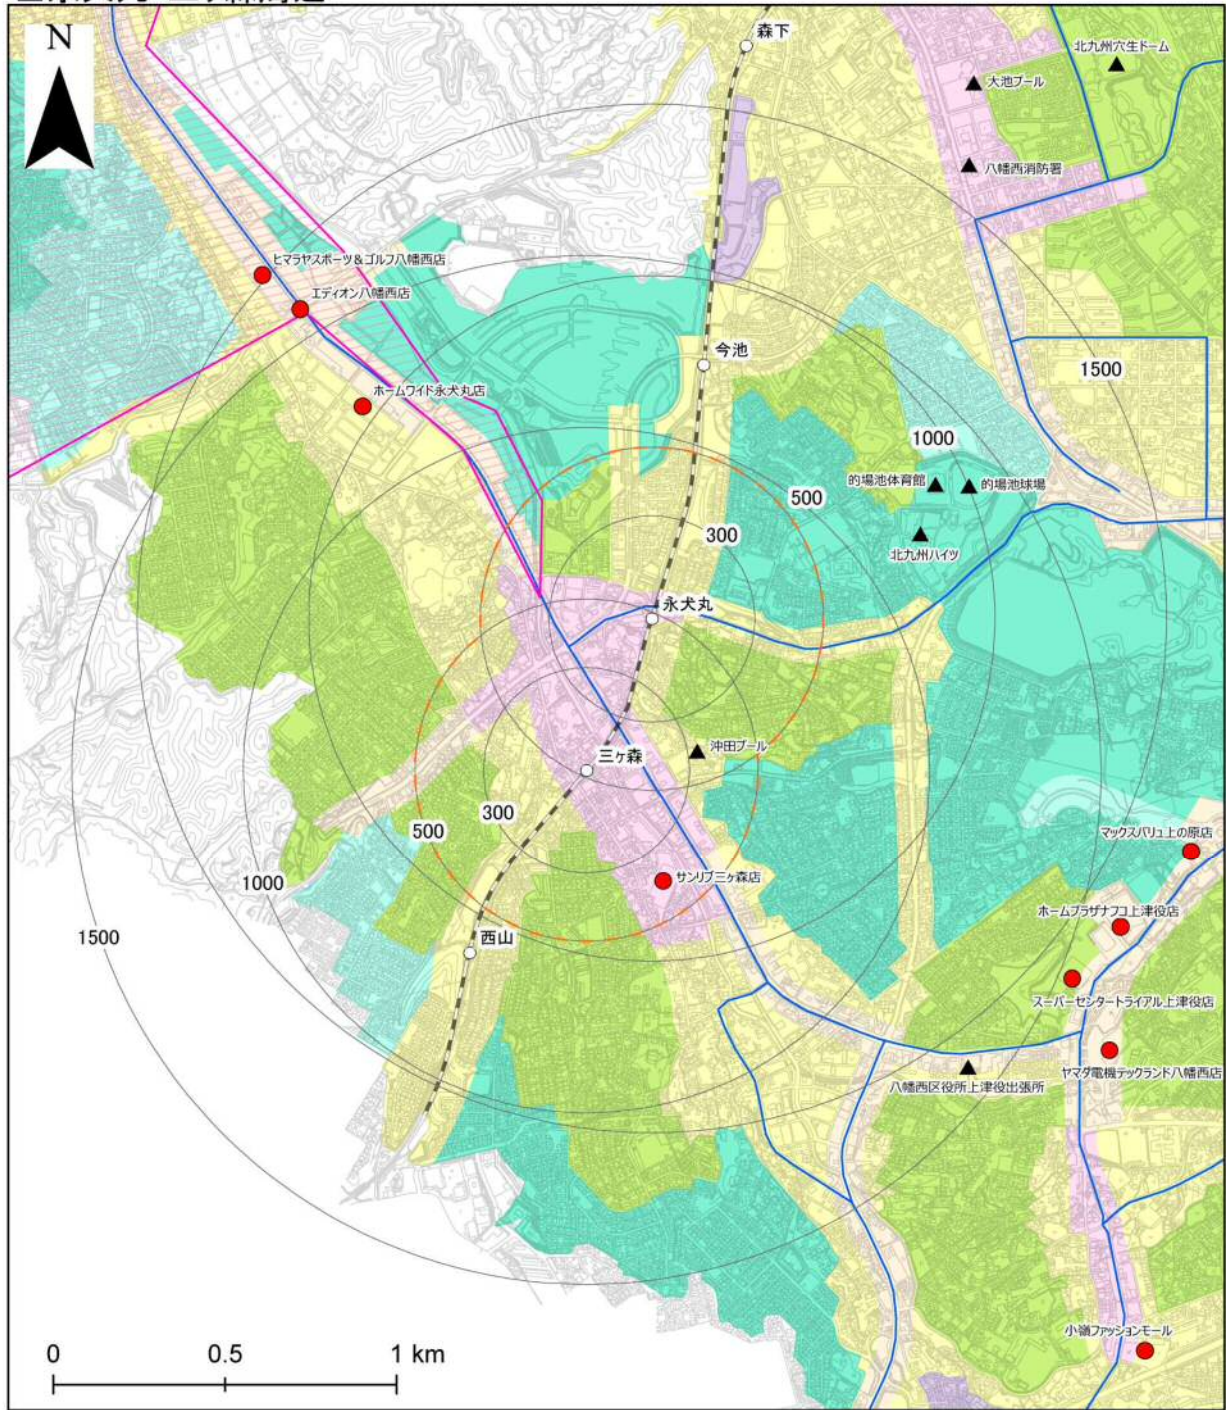 N
森下
北九州穴生ドーム
大池プール
八幡西消防署
ヒマラヤスポーツ&ゴルフ八幡西店
エディオン八幡西店
今池
1500
ホームワイド永犬丸店
1000
的場池体育館
的場池球場
500
300
北九州ハイツ
永犬丸
沖田プール
三ヶ森
300
500
マックスバリュ上の原店
1000
サンリブ三ヶ森店
ホームプラザナフコ上津役店
1500
西山
スーパーセンタートライアル上津役店
ヤマダ電機テックランド八幡西店
八幡西区役所上津役出張所
小嶺ファッションモール
0 0.5 1 km